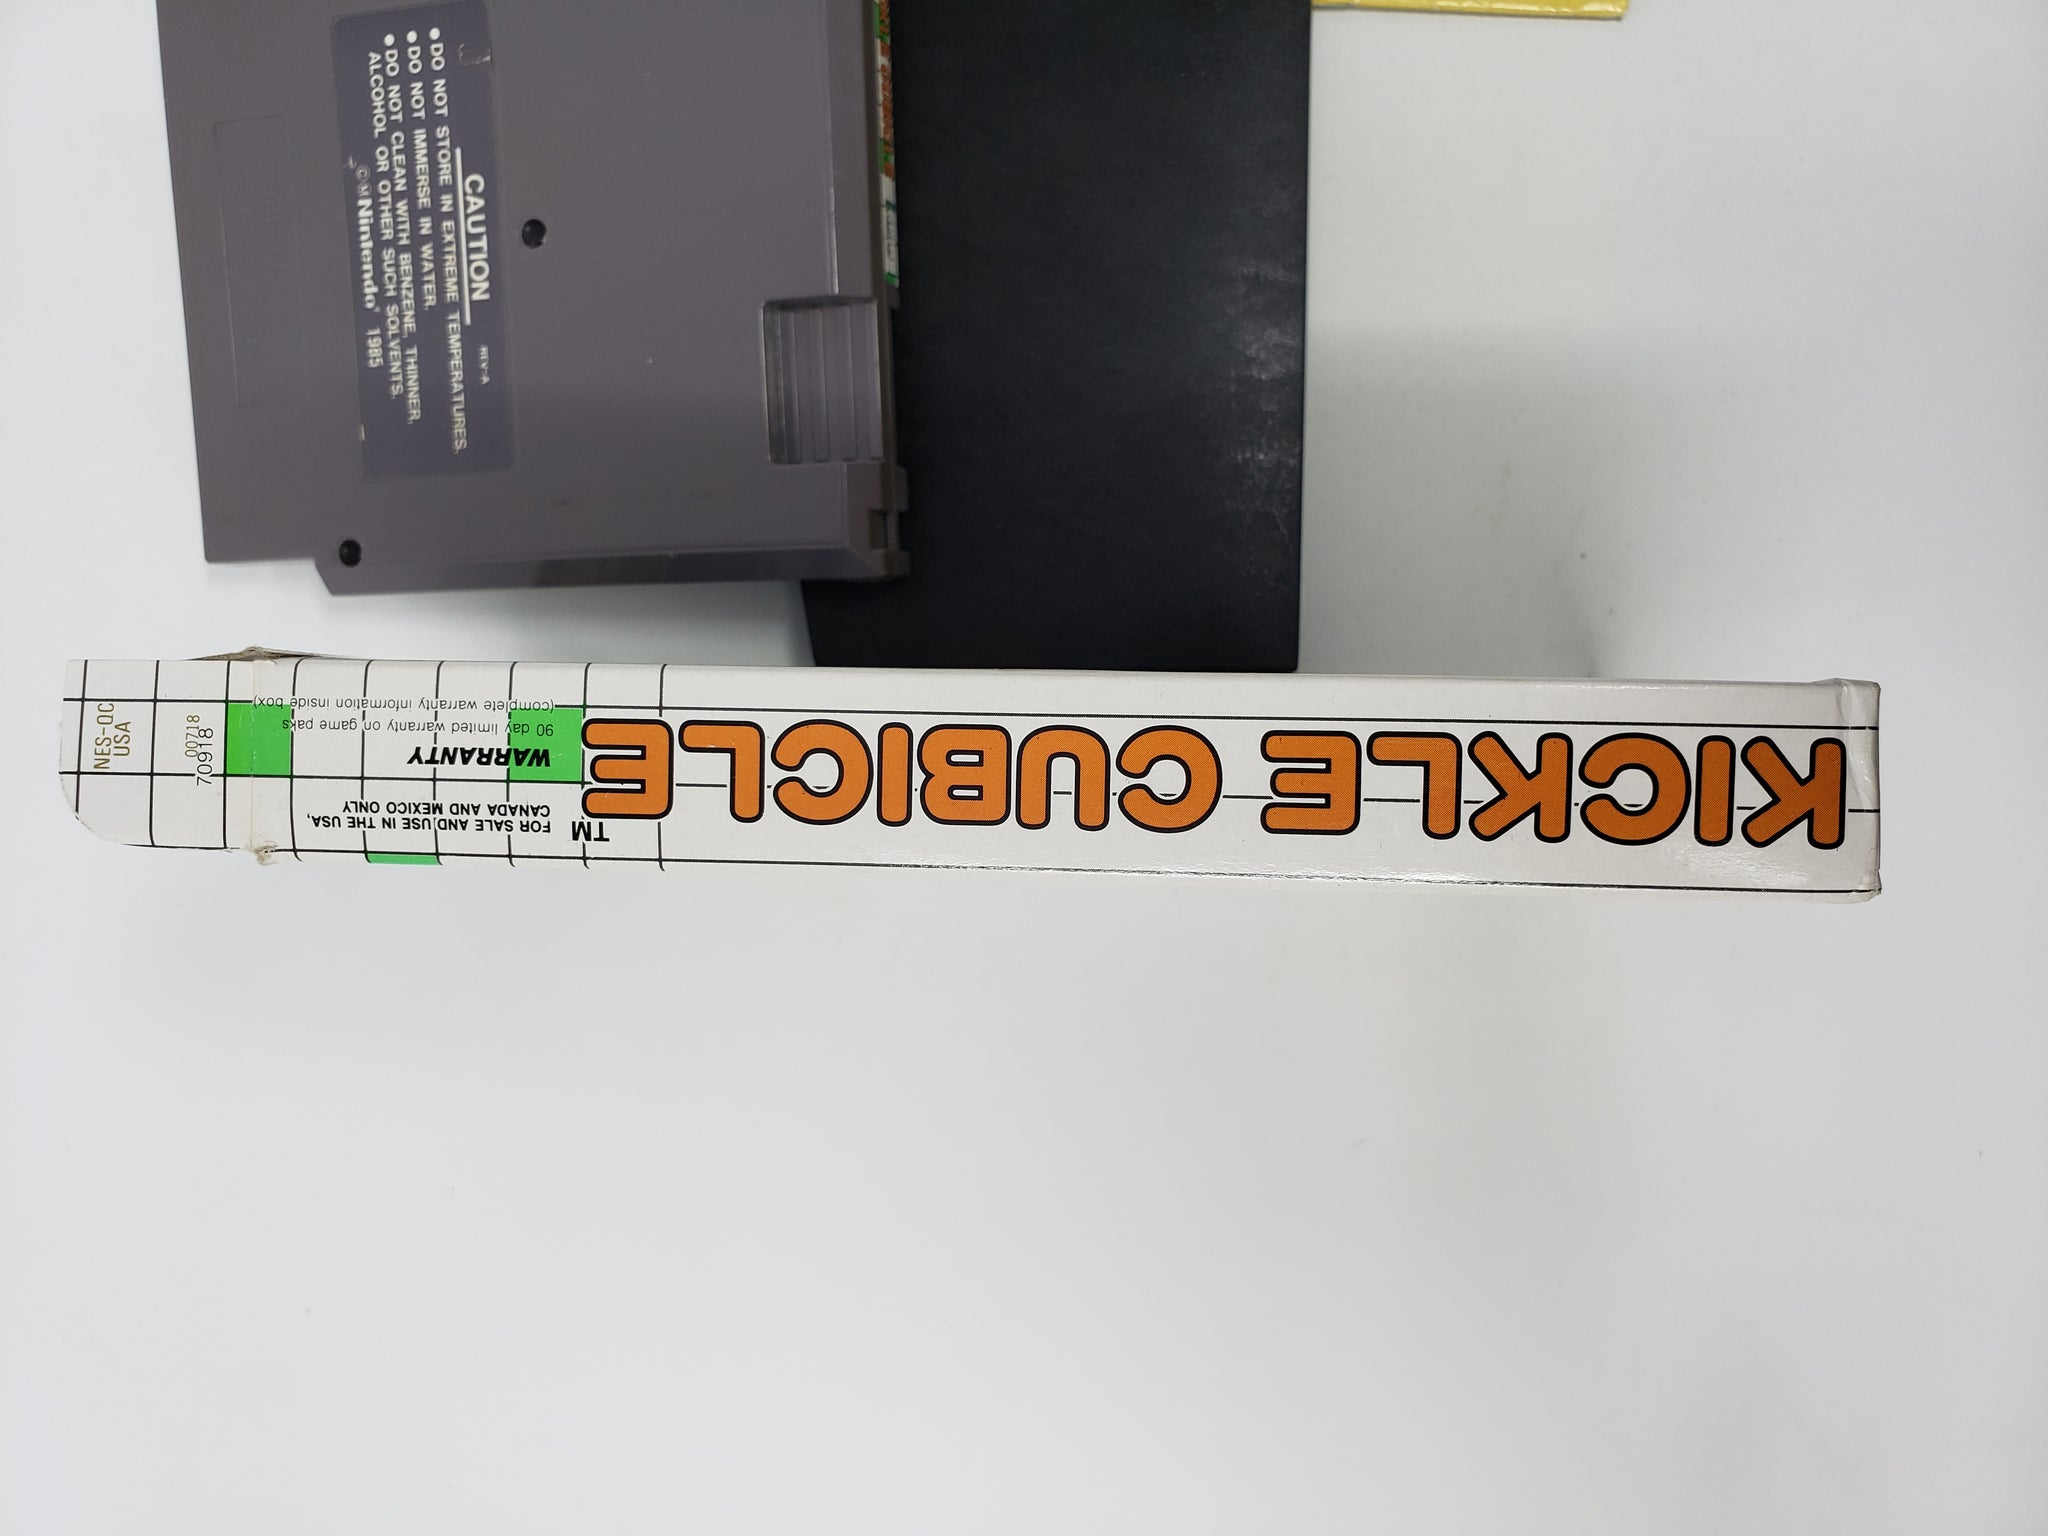 CAUTION
REV-A
●DO NOT STORE IN EXTREME TEMPERATURES.
●DO NOT IMMERSE IN WATER.
●DO NOT CLEAN WITH BENZENE, THINNER,
ALCOHOL OR OTHER SUCH SOLVENTS.
©M Nintendo® 1985
KICKLE CUBICLE
TM
FOR SALE AND USE IN THE USA,
CANADA AND MEXICO ONLY
WARRANTY
90 day limited warranty on game paks
(complete warranty information inside box)
NES-QC
USA
00718
70918